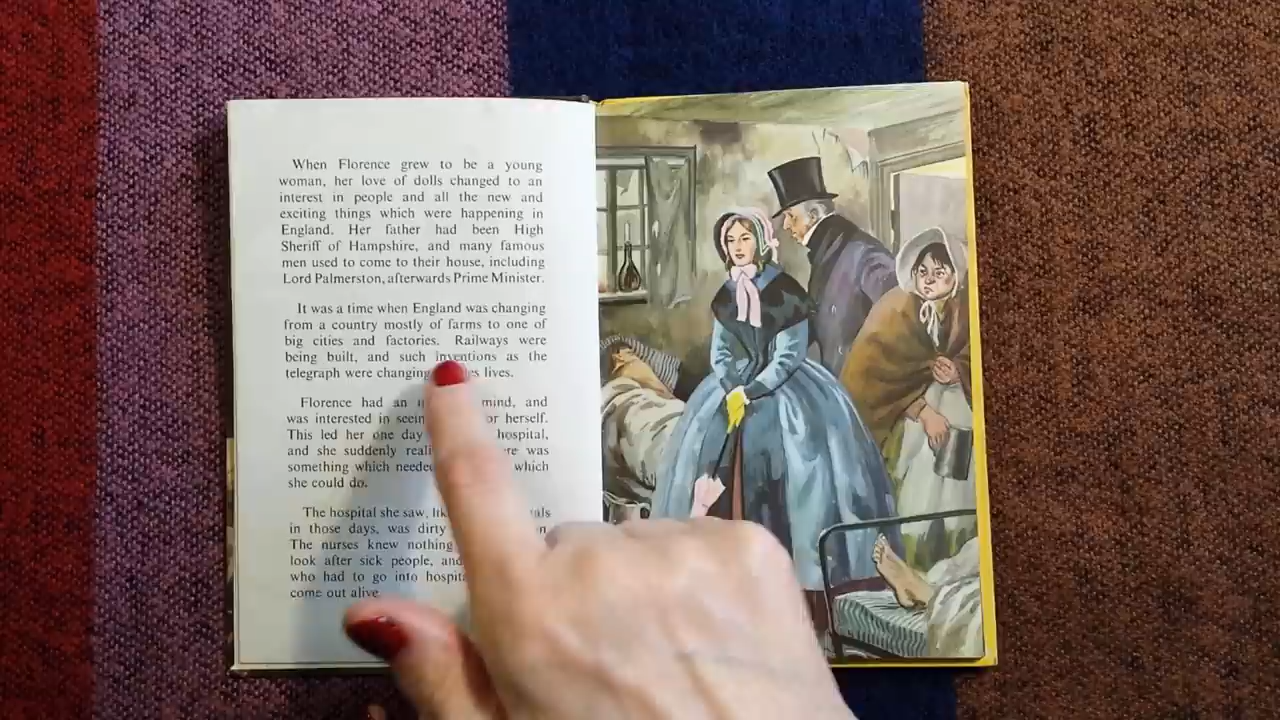 When Florence grew to be a young
woman, her love of dolls changed to an
interest in people and all the new and
exciting things which were happening in
England. Her father had been High
Sheriff of Hampshire, and many famous
men used to come to their house, including
Lord Palmerston, afterwards Prime Minister.
It was a time when England was changing
from a country mostly of farms to one of
big cities and factories. Railways were
being built, and such inventions as the
telegraph were changing lives.
Florence had an mind, and
was interested in herself.
This led her one day hospital,
and she suddenly was
something which which
she could do.
The hospital she saw,
in those days, was dirty
The nurses knew nothing
look after sick people, and
who had to go into
come out alive.